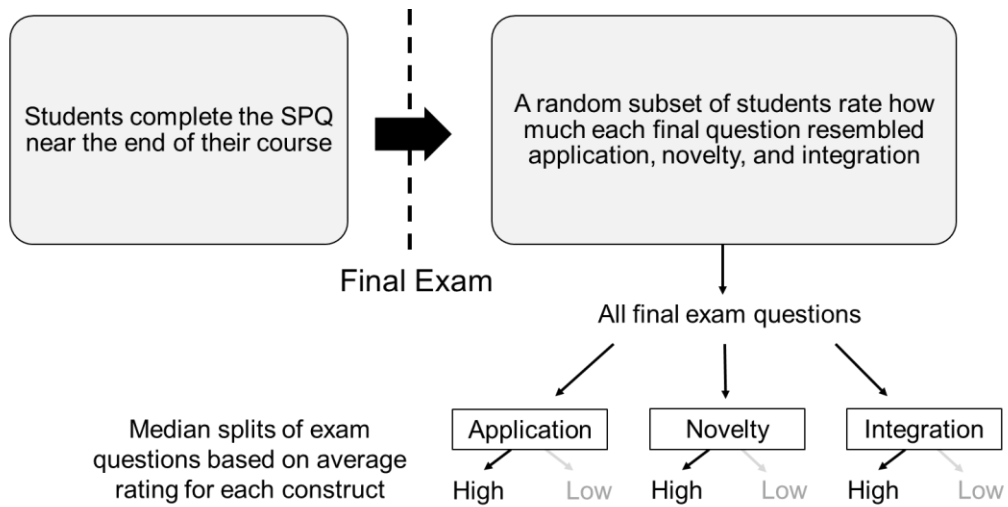 Students complete the SPQ
near the end of their course
A random subset of students rate how
much each final question resembled
application, novelty, and integration
Final Exam
All final exam questions
Median splits of exam
questions based on average
rating for each construct
Application
Novelty
Integration
High
Low
High
Low
High
Low